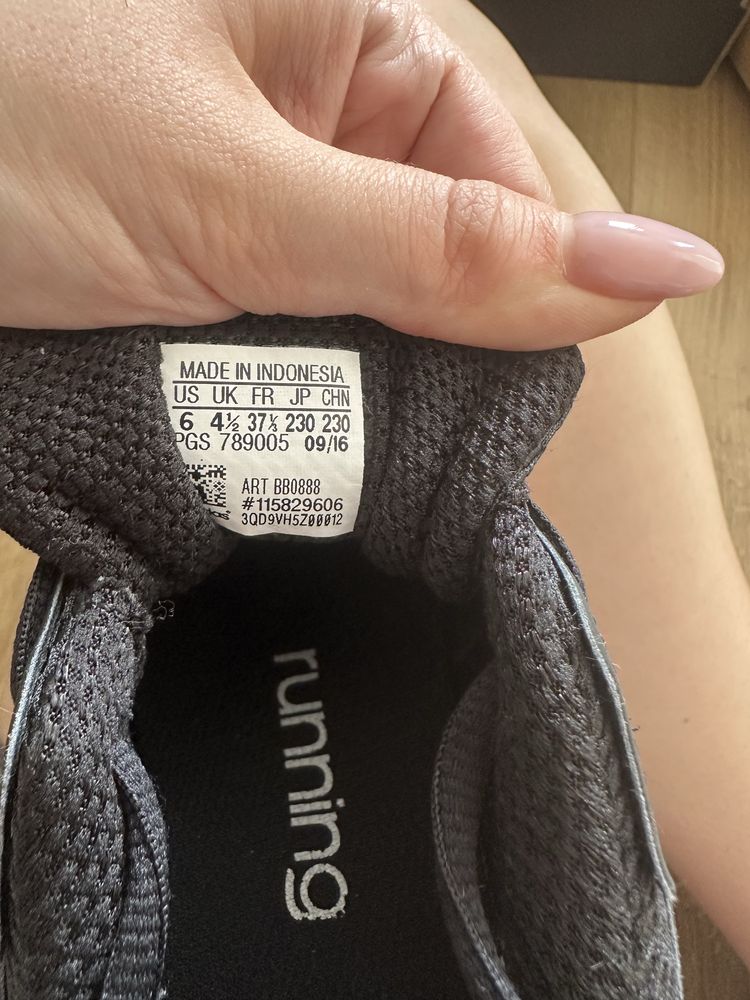 MADE IN INDONESIA
US UK FR JP CHN
6 4½ 37⅓ 230 230
PGS 789005 09/16
ART BB0888
#115829606
3QD9VH5Z00012
running